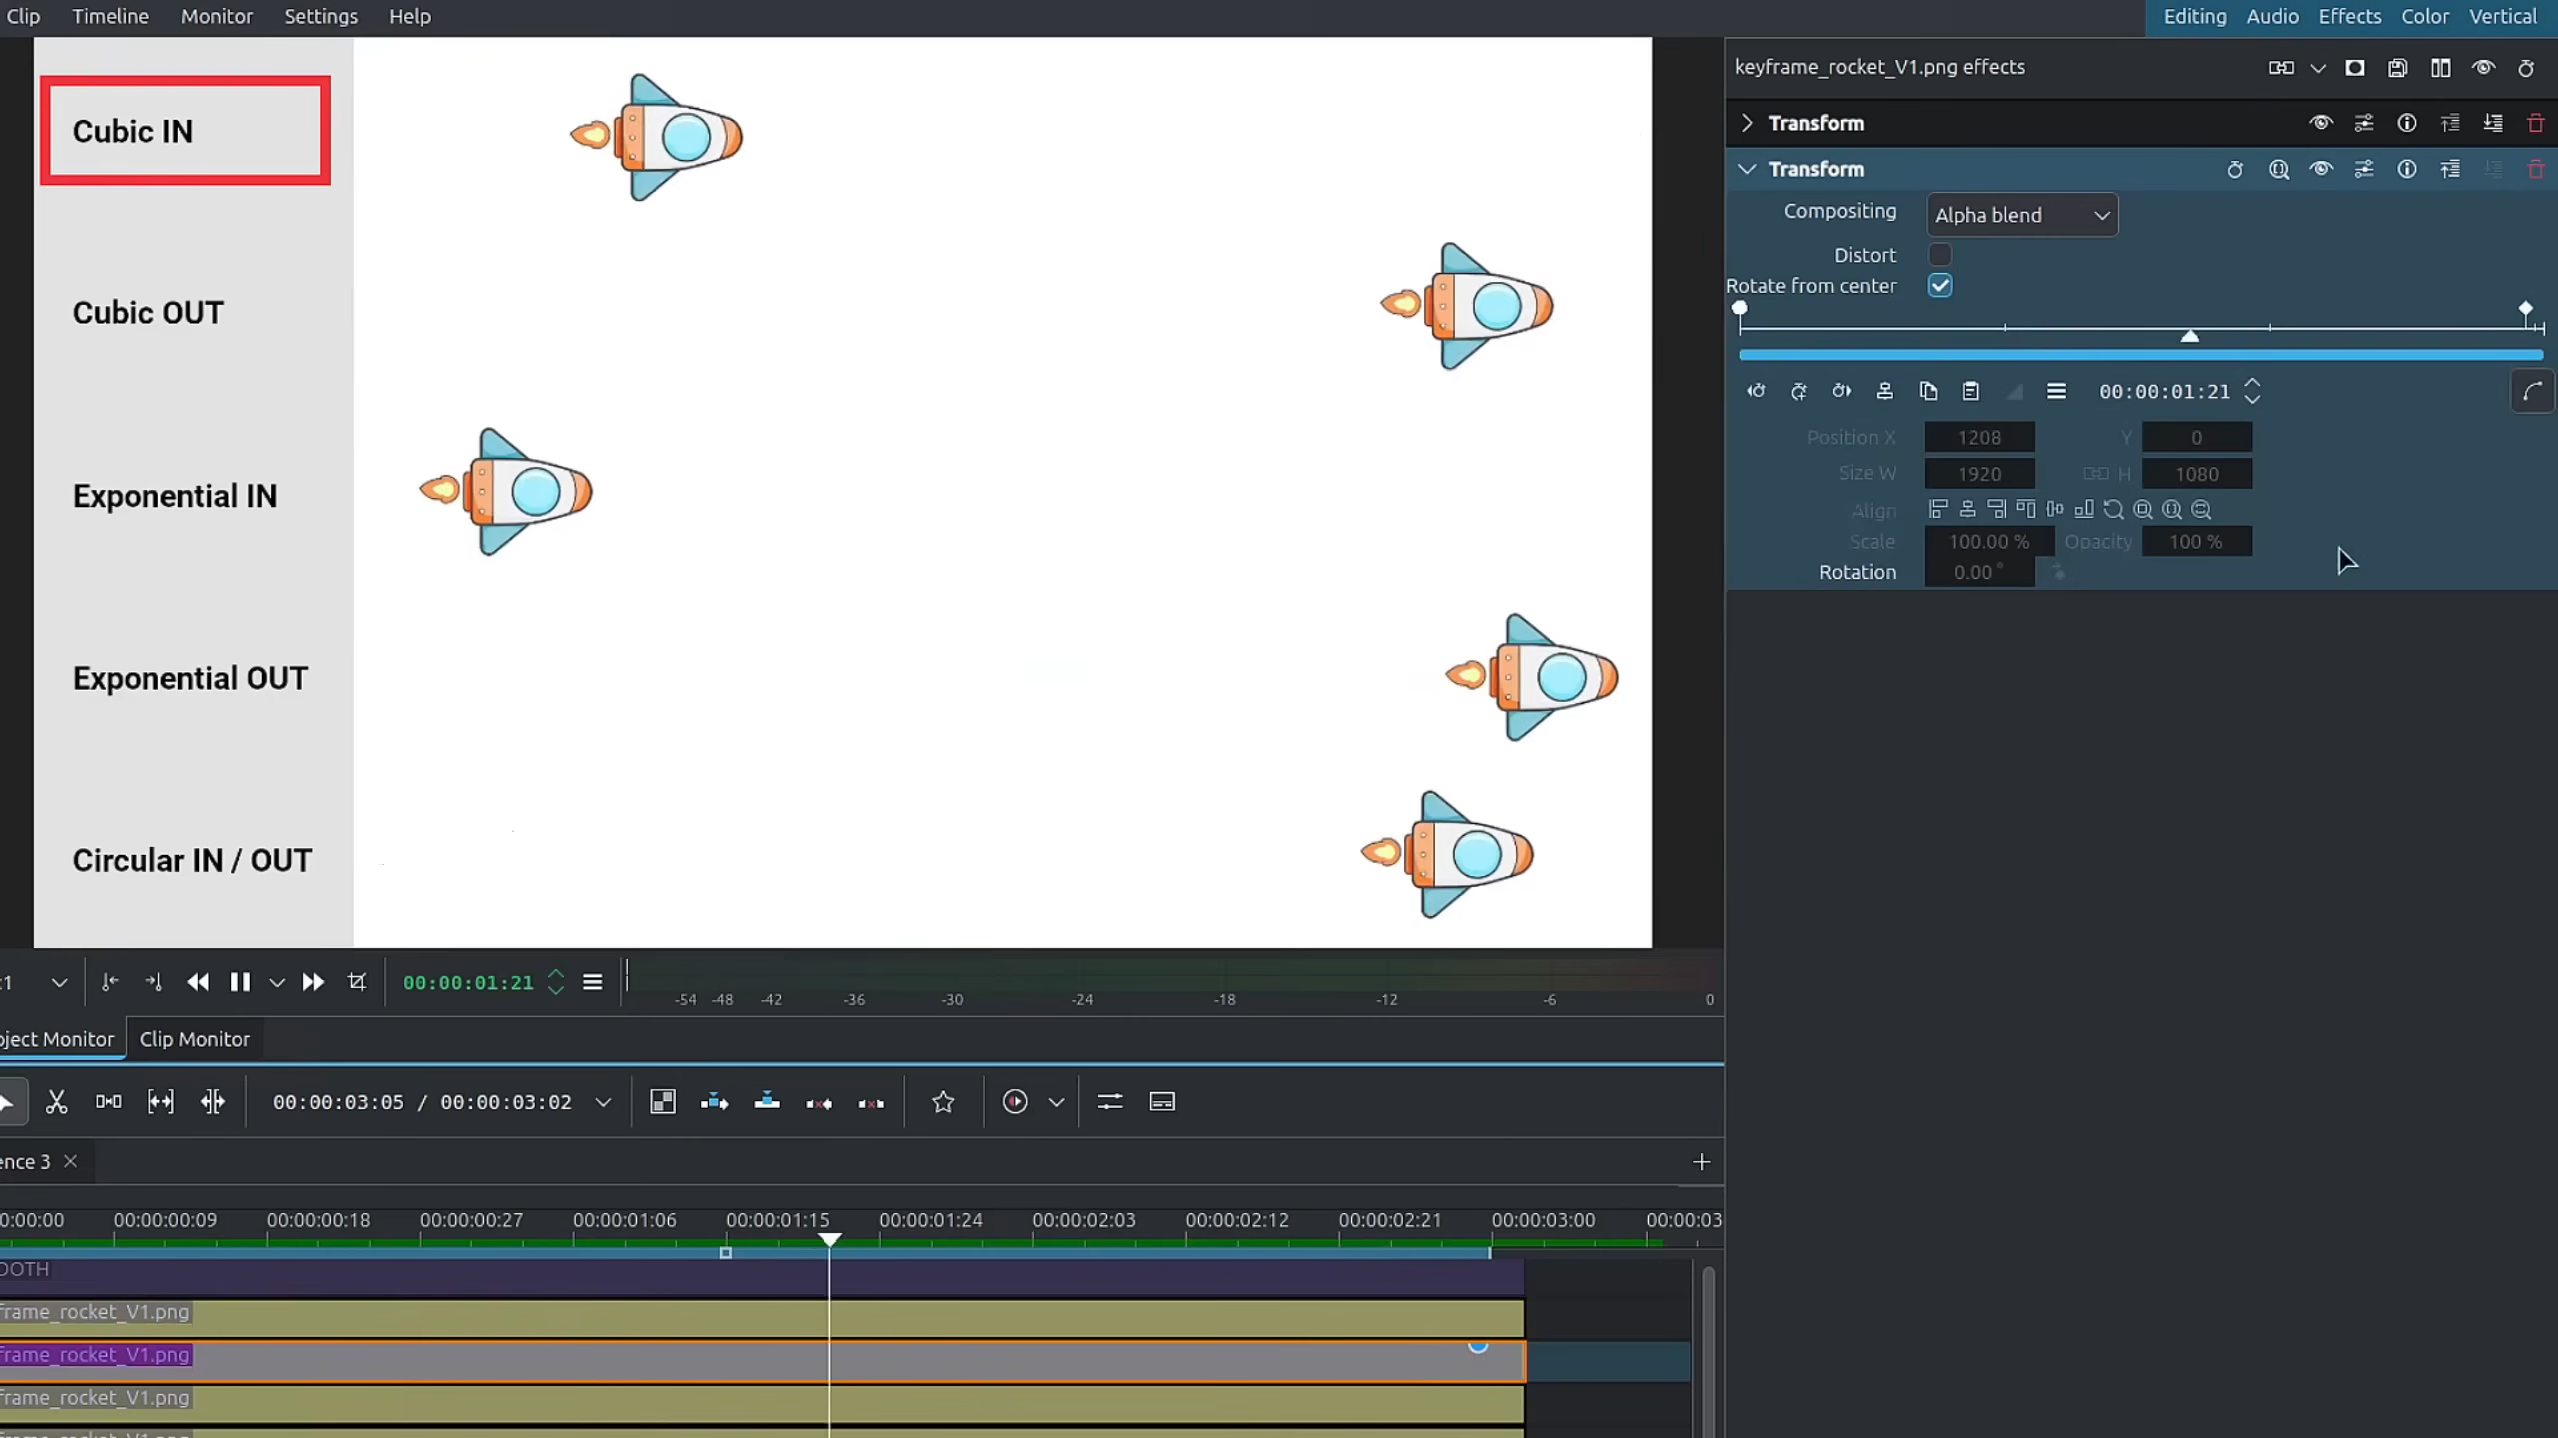 Clip Timeline Monitor Settings Help
Editing Audio Effects Color Vertical
keyframe_rocket_V1.png effects
Transform
Transform
Compositing Alpha blend
Distort
Rotate from center
00:00:01:21
Position X 1208 Y 0
Size W 1920 H 1080
Align
Scale 100.00 % Opacity 100 %
Rotation 0.00°
Cubic IN
Cubic OUT
Exponential IN
Exponential OUT
Circular IN / OUT
:1 00:00:01:21
-54 -48 -42 -36 -30 -24 -18 -12 -6 0
oject Monitor Clip Monitor
00:00:03:05 / 00:00:03:02
ence 3
0:00:00 00:00:00:09 00:00:00:18 00:00:00:27 00:00:01:06 00:00:01:15 00:00:01:24 00:00:02:03 00:00:02:12 00:00:02:21 00:00:03:00 00:00:03
OOTH
frame_rocket_V1.png
frame_rocket_V1.png
frame_rocket_V1.png